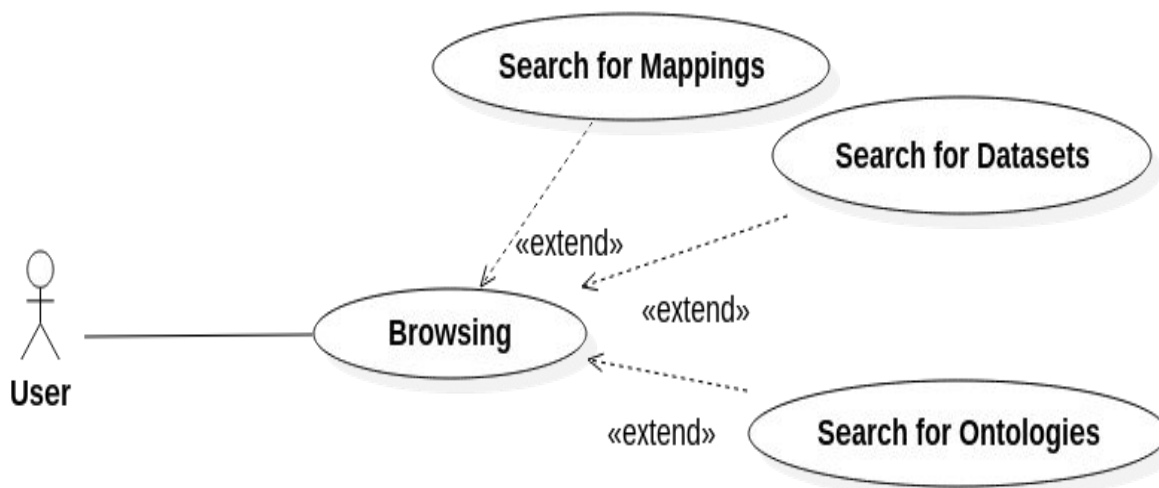 Search for Mappings
Search for Datasets
«extend»
«extend»
Browsing
User
«extend»
Search for Ontologies